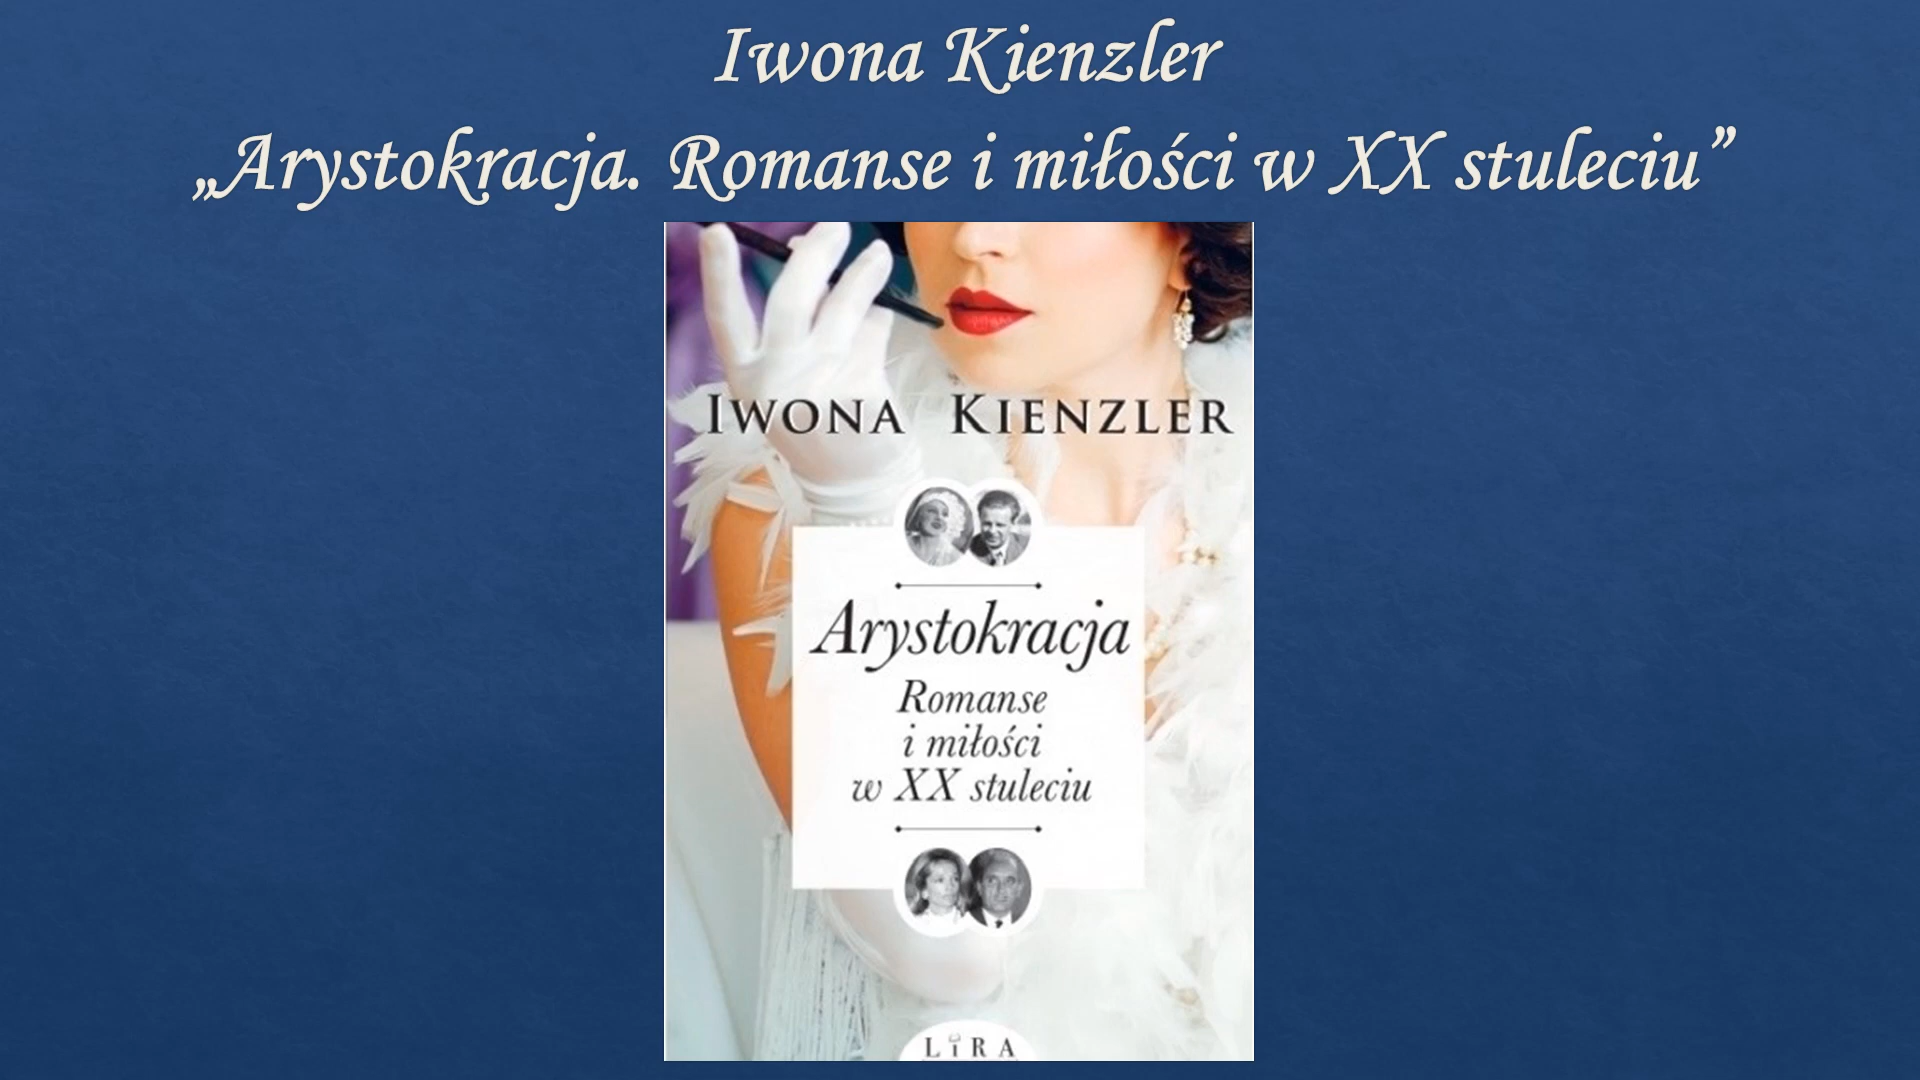 Iwona Kienzler
„Arystokracja. Romanse i miłości w XX stuleciu”
IWONA KIENZLER
Arystokracja
Romanse
i miłości
w XX stuleciu
LIRA